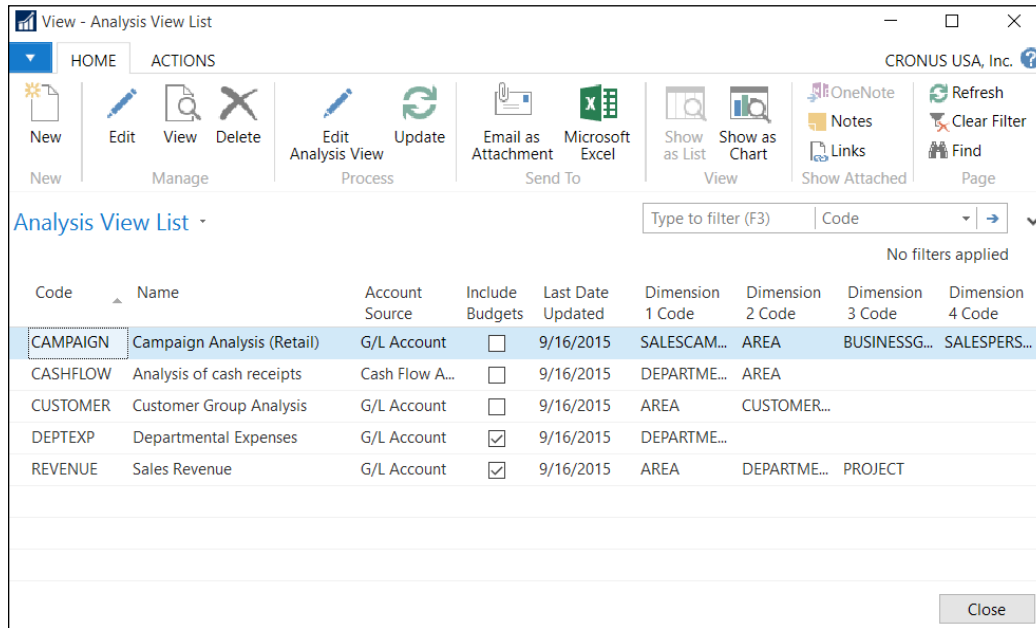 View - Analysis View List
HOME ACTIONS CRONUS USA, Inc.
New Edit View Delete Edit Analysis View Update Email as Attachment Microsoft Excel Show as List Show as Chart OneNote Notes Links Refresh Clear Filter Find
New Manage Process Send To View Show Attached Page
Analysis View List Type to filter (F3) Code
No filters applied
Code Name Account Source Include Budgets Last Date Updated Dimension 1 Code Dimension 2 Code Dimension 3 Code Dimension 4 Code
CAMPAIGN Campaign Analysis (Retail) G/L Account 9/16/2015 SALESCAM... AREA BUSINESSG... SALESPERS...
CASHFLOW Analysis of cash receipts Cash Flow A... 9/16/2015 DEPARTME... AREA
CUSTOMER Customer Group Analysis G/L Account 9/16/2015 AREA CUSTOMER...
DEPTEXP Departmental Expenses G/L Account 9/16/2015 DEPARTME...
REVENUE Sales Revenue G/L Account 9/16/2015 AREA DEPARTME... PROJECT
Close